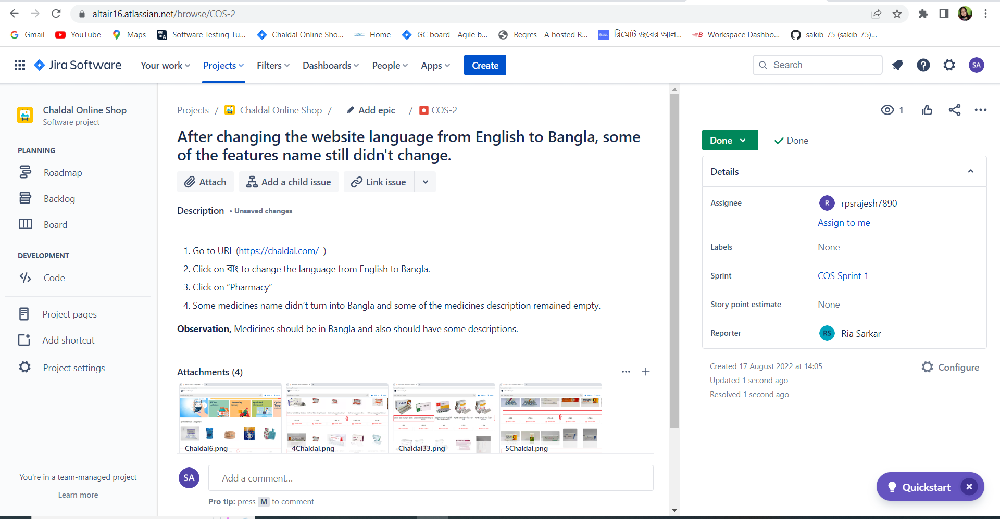 altair16.atlassian.net/browse/COS-2
Gmail YouTube Maps Software Testing Tu... Chaldal Online Sho... Home GC board - Agile b... Reqres - A hosted R... রিমোট জবের আল... Workspace Dashbo... sakib-75 (sakib-75)...
Jira Software Your work Projects Filters Dashboards People Apps Create Search SA
Chaldal Online Shop
Software project
PLANNING
Roadmap
Backlog
Board
DEVELOPMENT
Code
Project pages
Add shortcut
Project settings
You're in a team-managed project
Learn more
Projects / Chaldal Online Shop / Add epic / COS-2
After changing the website language from English to Bangla, some
of the features name still didn't change.
Attach Add a child issue Link issue
Description • Unsaved changes
1. Go to URL (https://chaldal.com/ )
2. Click on বাং to change the language from English to Bangla.
3. Click on “Pharmacy”
4. Some medicines name didn’t turn into Bangla and some of the medicines description remained empty.
Observation, Medicines should be in Bangla and also should have some descriptions.
Attachments (4)
Chaldal6.png 4Chaldal.png Chaldal33.png 5Chaldal.png
SA Add a comment...
Pro tip: press M to comment
1
Done Done
Details
Assignee R rpsrajesh7890
Assign to me
Labels None
Sprint COS Sprint 1
Story point estimate None
Reporter RS Ria Sarkar
Created 17 August 2022 at 14:05
Updated 1 second ago
Resolved 1 second ago
Configure
Quickstart